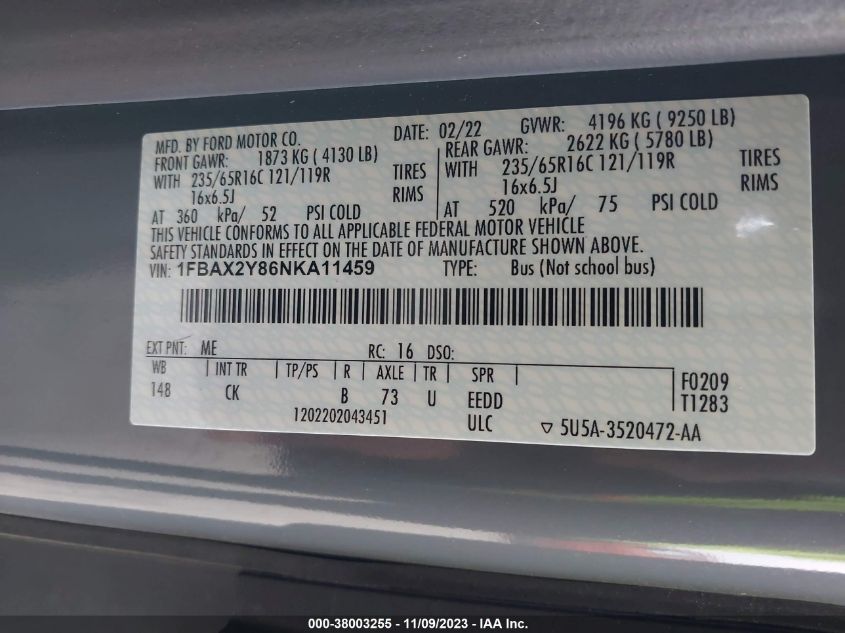 MFD. BY FORD MOTOR CO. DATE: 02/22 GVWR: 4196 KG ( 9250 LB)
FRONT GAWR: 1873 KG ( 4130 LB) REAR GAWR: 2622 KG ( 5780 LB)
WITH 235/65R16C 121/119R TIRES 235/65R16C 121/119R TIRES
WITH
16x6.5J RIMS 16x6.5J RIMS
AT 360 kPa/ 52 PSI COLD AT 520 kPa/ 75 PSI COLD
THIS VEHICLE CONFORMS TO ALL APPLICABLE FEDERAL MOTOR VEHICLE
SAFETY STANDARDS IN EFFECT ON THE DATE OF MANUFACTURE SHOWN ABOVE.
VIN: 1FBAX2Y86NKA11459 TYPE: Bus (Not school bus)
EXT PNT: ME RC: 16 DSO:
WB INT TR TP/PS R AXLE TR SPR F0209
148 CK B 73 U EEDD T1283
1202202043451 ULC ▽ 5U5A-3520472-AA
000-38003255 - 11/09/2023 - IAA Inc.